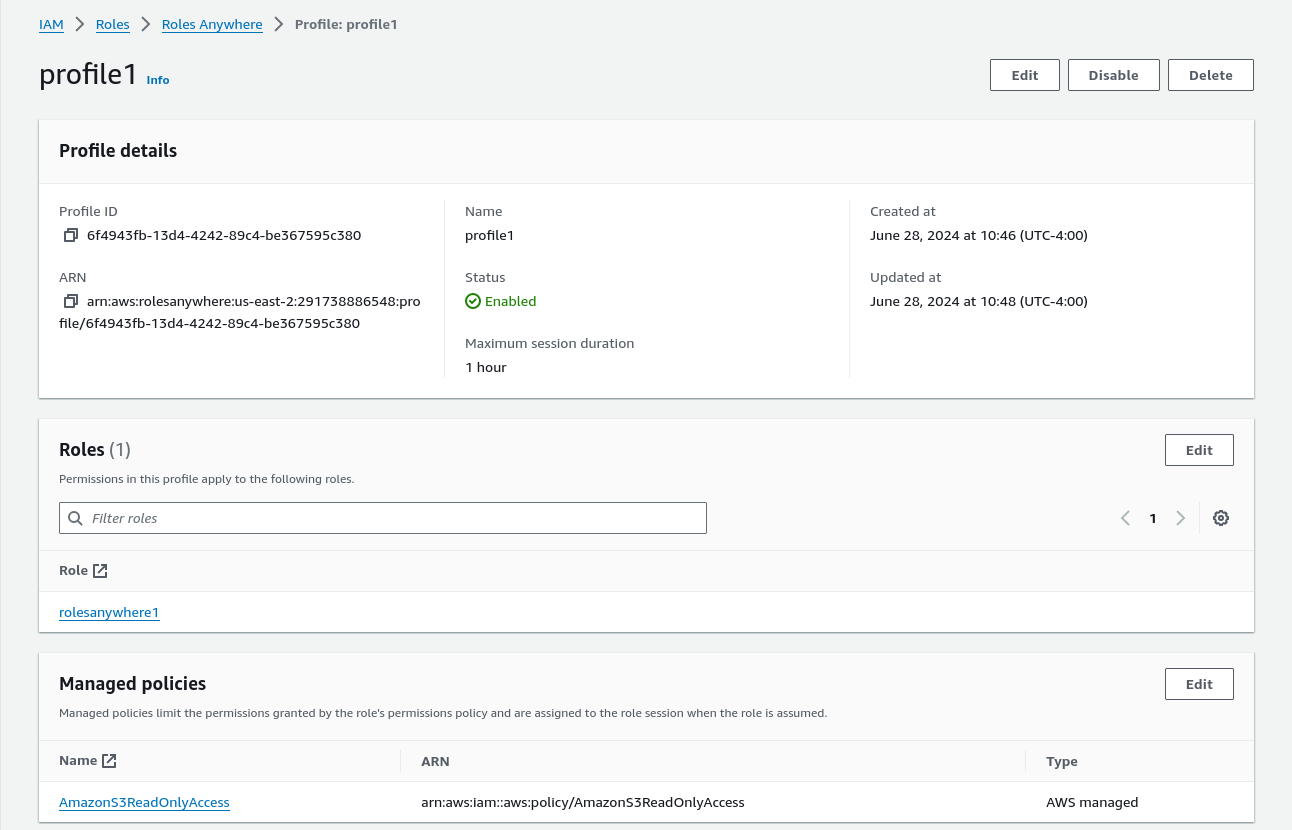 IAM > Roles > Roles Anywhere > Profile: profile1
profile1 Info
Edit Disable Delete
Profile details
Profile ID
6f4943fb-13d4-4242-89c4-be367595c380
ARN
arn:aws:rolesanywhere:us-east-2:291738886548:pro
file/6f4943fb-13d4-4242-89c4-be367595c380
Name
profile1
Status
Enabled
Maximum session duration
1 hour
Created at
June 28, 2024 at 10:46 (UTC-4:00)
Updated at
June 28, 2024 at 10:48 (UTC-4:00)
Roles (1)
Edit
Permissions in this profile apply to the following roles.
Filter roles
1
Role
rolesanywhere1
Managed policies
Edit
Managed policies limit the permissions granted by the role's permissions policy and are assigned to the role session when the role is assumed.
Name ARN Type
AmazonS3ReadOnlyAccess arn:aws:iam::aws:policy/AmazonS3ReadOnlyAccess AWS managed